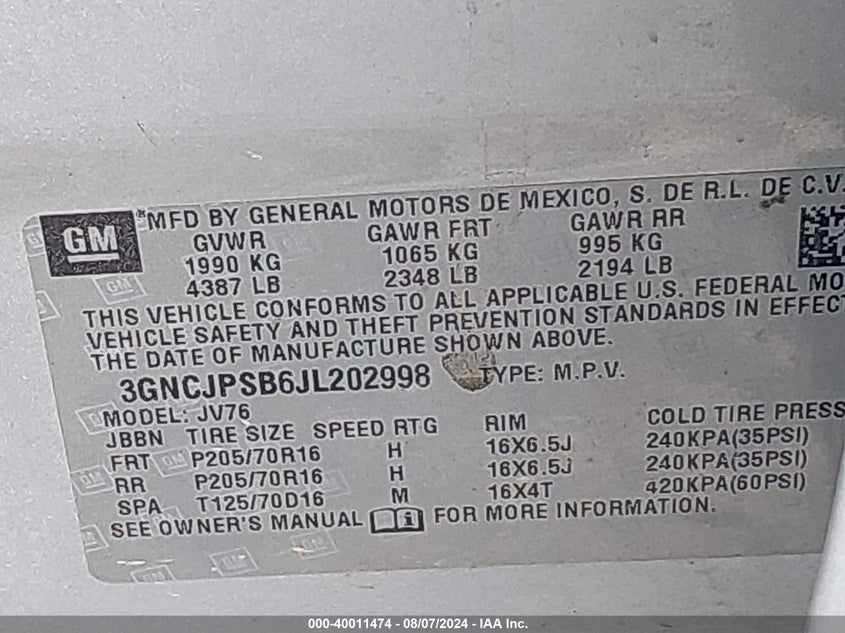 GM
MFD BY GENERAL MOTORS DE MEXICO, S. DE R.L. DE C.V.
GVWR GAWR FRT GAWR RR
1990 KG 1065 KG 995 KG
4387 LB 2348 LB 2194 LB
THIS VEHICLE CONFORMS TO ALL APPLICABLE U.S. FEDERAL MO
VEHICLE SAFETY AND THEFT PREVENTION STANDARDS IN EFFECT
THE DATE OF MANUFACTURE SHOWN ABOVE.
3GNCJPSB6JL202998 TYPE: M.P.V.
MODEL: JV76
JBBN TIRE SIZE SPEED RTG RIM COLD TIRE PRESS
FRT P205/70R16 H 16X6.5J 240KPA(35PSI)
RR P205/70R16 H 16X6.5J 240KPA(35PSI)
SPA T125/70D16 M 16X4T 420KPA(60PSI)
SEE OWNER'S MANUAL FOR MORE INFORMATION.
000-40011474 - 08/07/2024 - IAA Inc.